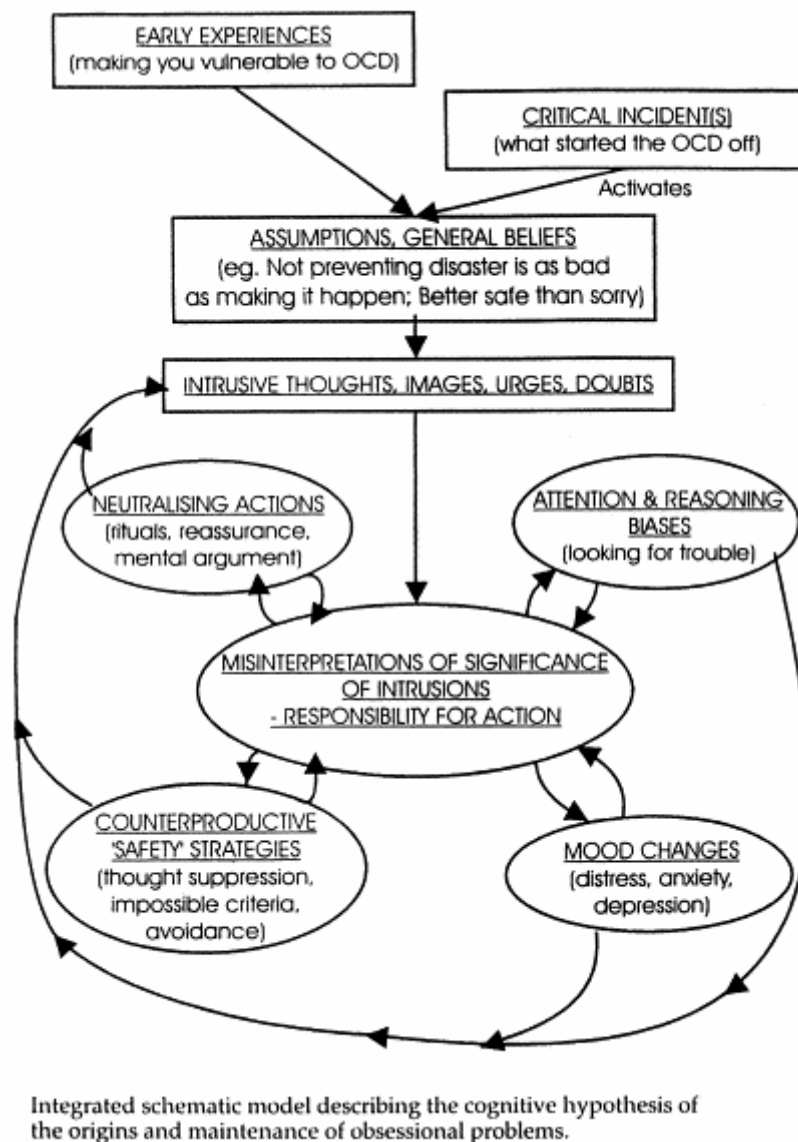 EARLY EXPERIENCES
(making you vulnerable to OCD)
CRITICAL INCIDENT(S)
(what started the OCD off)
Activates
ASSUMPTIONS, GENERAL BELIEFS
(eg. Not preventing disaster is as bad
as making it happen; Better safe than sorry)
INTRUSIVE THOUGHTS, IMAGES, URGES, DOUBTS
NEUTRALISING ACTIONS
(rituals, reassurance,
mental argument)
ATTENTION & REASONING
BIASES
(looking for trouble)
MISINTERPRETATIONS OF SIGNIFICANCE
OF INTRUSIONS
- RESPONSIBILITY FOR ACTION
COUNTERPRODUCTIVE
'SAFETY' STRATEGIES
(thought suppression,
impossible criteria,
avoidance)
MOOD CHANGES
(distress, anxiety,
depression)
Integrated schematic model describing the cognitive hypothesis of
the origins and maintenance of obsessional problems.